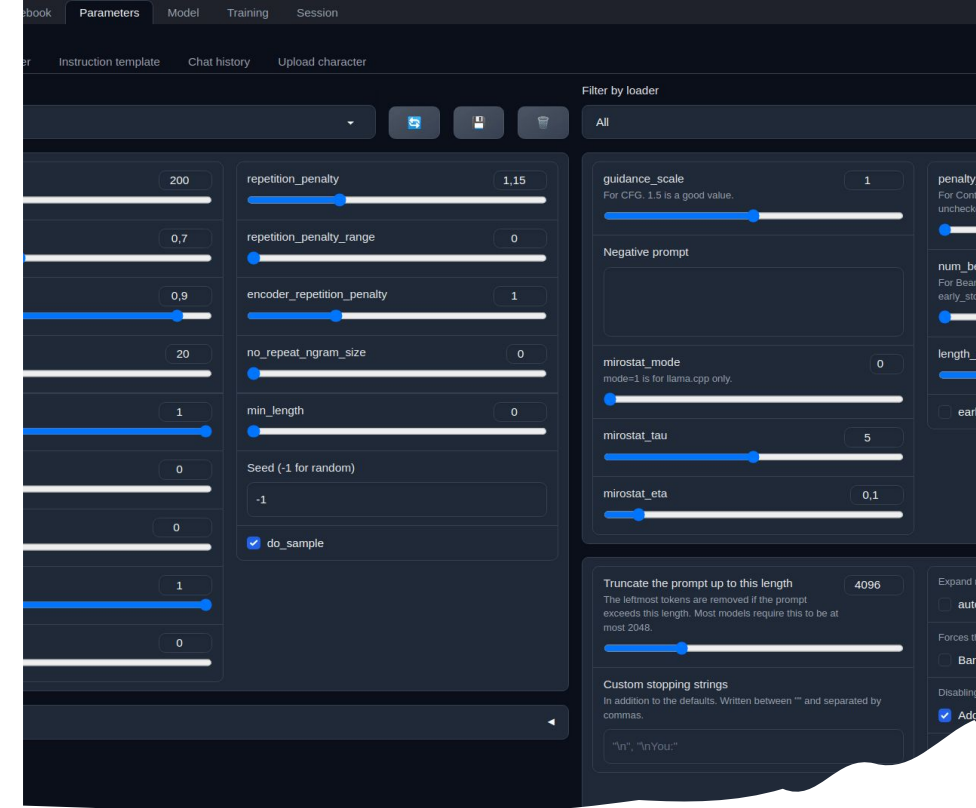 ebook Parameters Model Training Session
er Instruction template Chat history Upload character
Filter by loader
All
200
0,7
0,9
20
1
0
0
1
0
repetition_penalty 1,15
repetition_penalty_range 0
encoder_repetition_penalty 1
no_repeat_ngram_size 0
min_length 0
Seed (-1 for random)
-1
do_sample
guidance_scale 1
For CFG. 1.5 is a good value.
Negative prompt
mirostat_mode 0
mode=1 is for llama.cpp only.
mirostat_tau 5
mirostat_eta 0,1
penalty_
For Cont
uncheck
num_be
For Bear
early_sto
length_
earl
Truncate the prompt up to this length 4096
The leftmost tokens are removed if the prompt
exceeds this length. Most models require this to be at
most 2048.
Custom stopping strings
In addition to the defaults. Written between "" and separated by
commas.
"\n", "\nYou:"
Expand
auto
Forces th
Ban
Disabling
Add